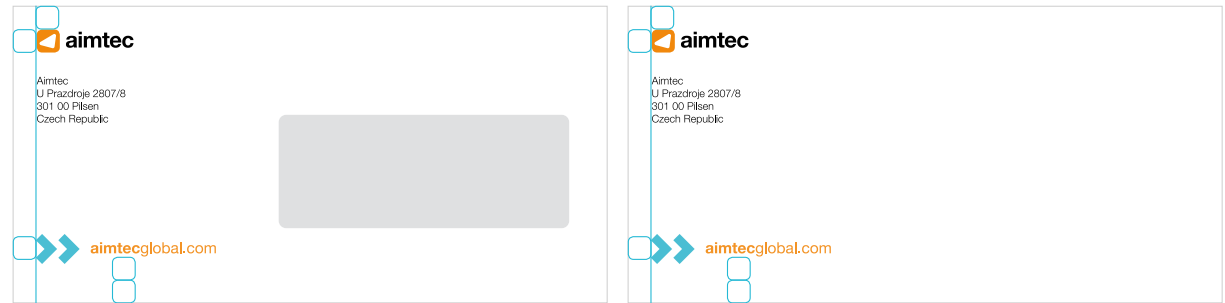 aimtec
Aimtec
U Prazdroje 2807/8
301 00 Pilsen
Czech Republic
aimtecglobal.com
aimtec
Aimtec
U Prazdroje 2807/8
301 00 Pilsen
Czech Republic
aimtecglobal.com